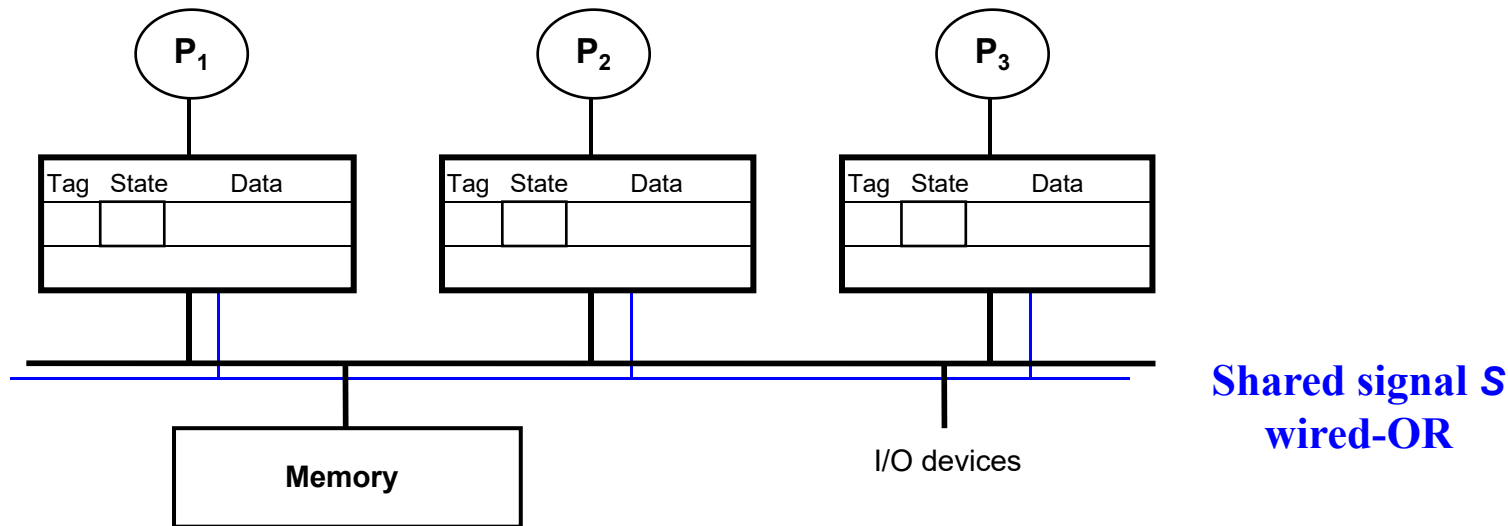 P₁ P₂ P₃
Tag State Data Tag State Data Tag State Data
Shared signal S
wired-OR
I/O devices
Memory